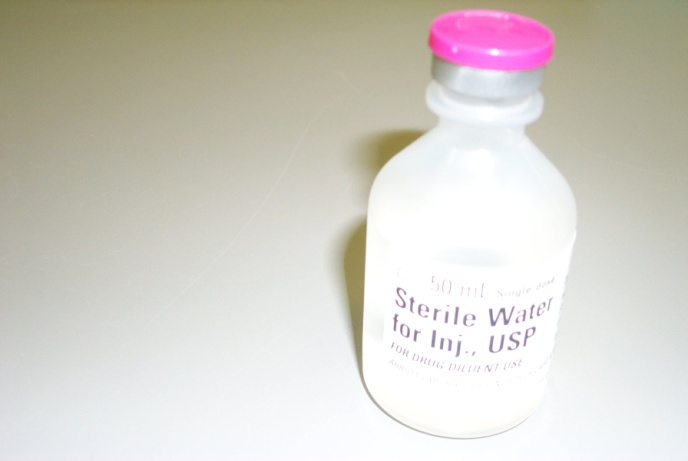 50 mL Single-dose
Sterile Water
for Inj., USP
FOR DRUG DILUENT USE